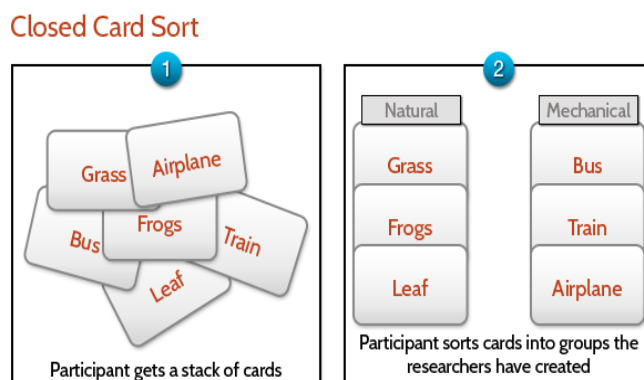 Closed Card Sort
1
Grass
Airplane
Bus
Frogs
Train
Leaf
Participant gets a stack of cards
2
Natural
Grass
Frogs
Leaf
Mechanical
Bus
Train
Airplane
Participant sorts cards into groups the
researchers have created